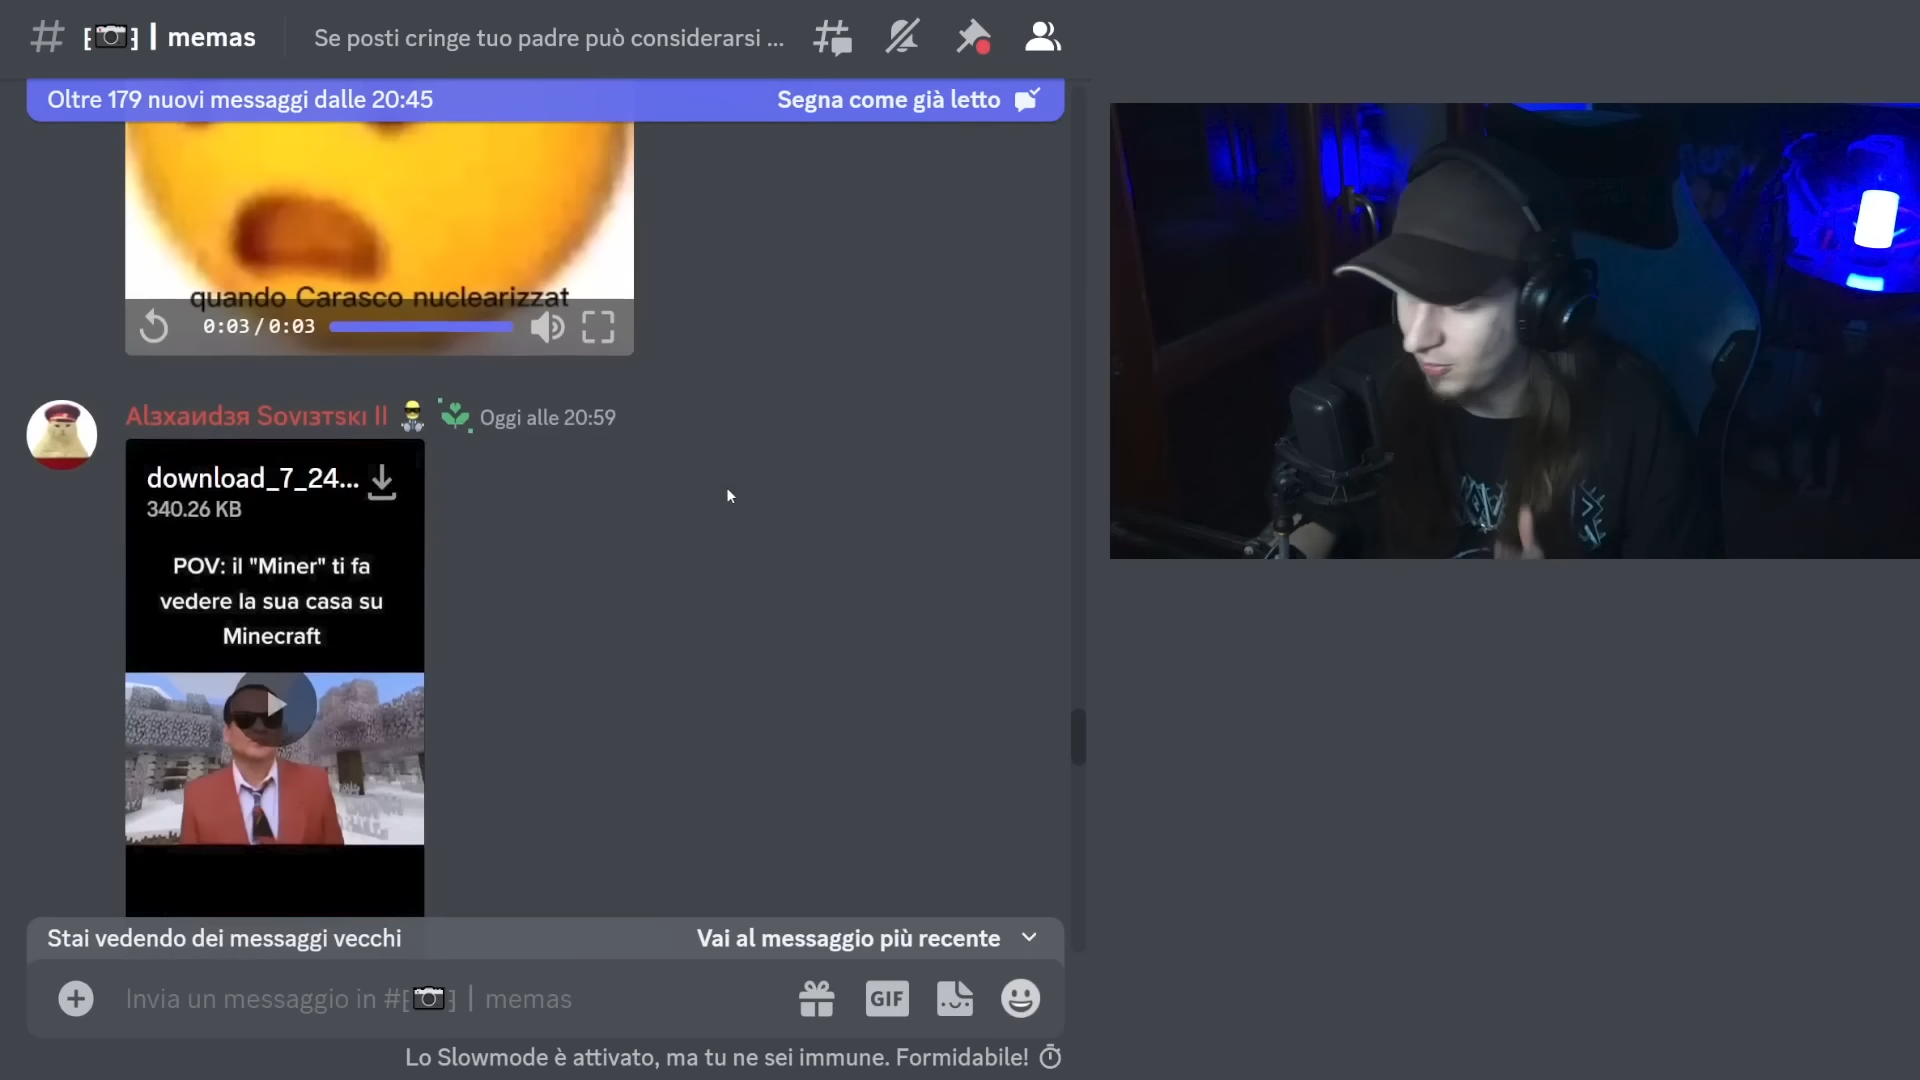 [📷] | memas
Se posti cringe tuo padre può considerarsi ...
Oltre 179 nuovi messaggi dalle 20:45
Segna come già letto
quando Carasco nuclearizzat
0:03 / 0:03
Alзxaиdзя Sovıзтsкı II
Oggi alle 20:59
download_7_24...
340.26 KB
POV: il "Miner" ti fa
vedere la sua casa su
Minecraft
Stai vedendo dei messaggi vecchi
Vai al messaggio più recente
Invia un messaggio in #[📷] | memas
GIF
Lo Slowmode è attivato, ma tu ne sei immune. Formidabile!